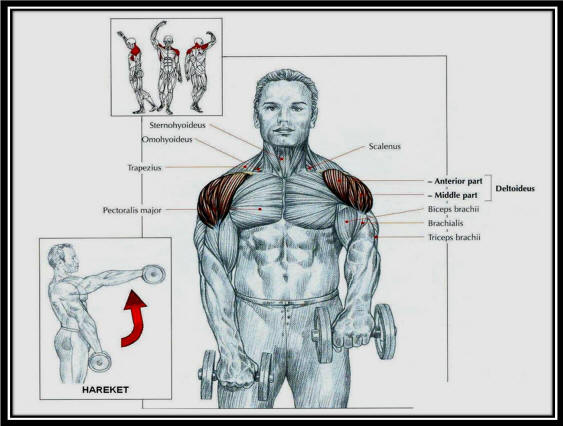 Sternohyoideus
Omohyoideus
Trapezius
Pectoralis major
Scalenus
– Anterior part
– Middle part
Deltoideus
Biceps brachii
Brachialis
Triceps brachii
HAREKET